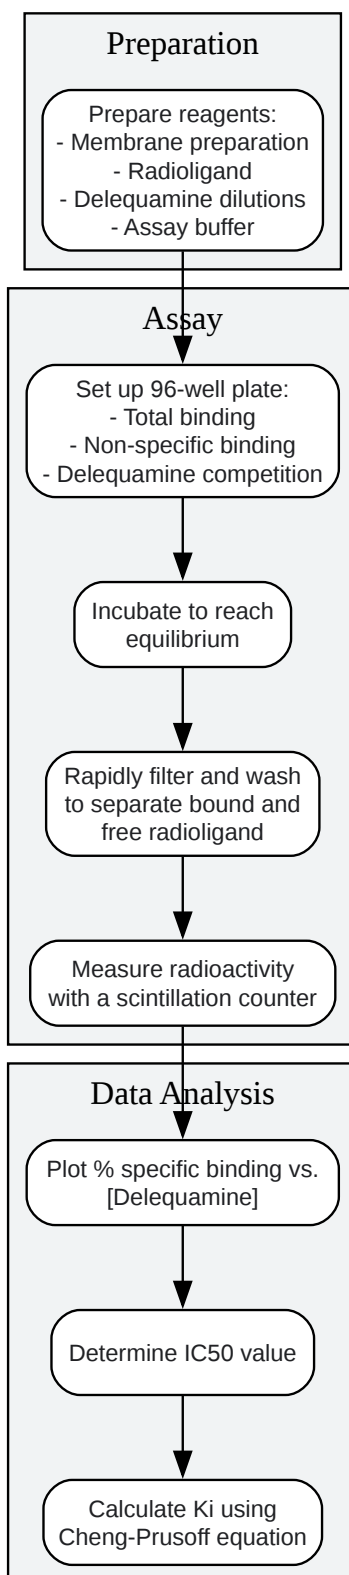 Preparation
Prepare reagents:
- Membrane preparation
- Radioligand
- Delequamine dilutions
- Assay buffer
Assay
Set up 96-well plate:
- Total binding
- Non-specific binding
- Delequamine competition
Incubate to reach
equilibrium
Rapidly filter and wash
to separate bound and
free radioligand
Measure radioactivity
with a scintillation counter
Data Analysis
Plot % specific binding vs.
[Delequamine]
Determine IC50 value
Calculate Ki using
Cheng-Prusoff equation